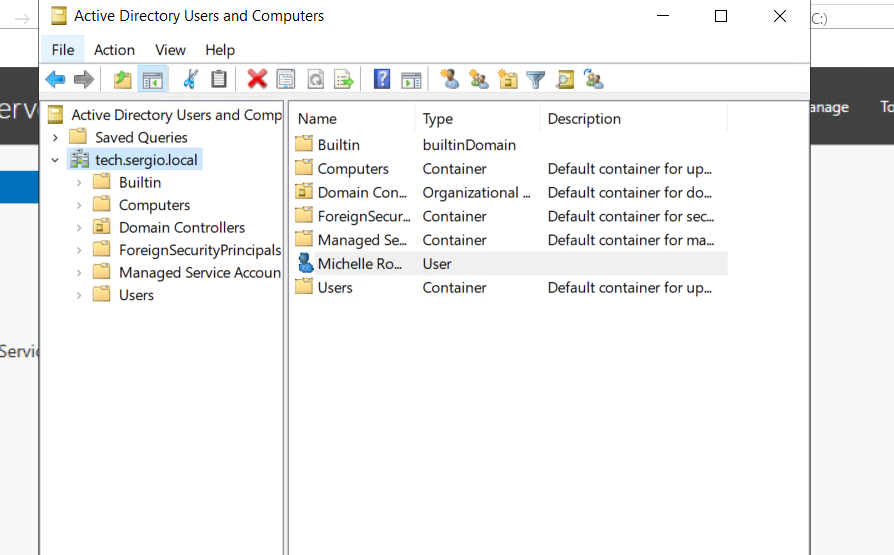 Active Directory Users and Computers
C:)
File Action View Help
erv
anage
To
Active Directory Users and Comp
Saved Queries
tech.sergio.local
Builtin
Computers
Domain Controllers
ForeignSecurityPrincipals
Managed Service Accoun
Users
Name Type Description
Builtin builtinDomain
Computers Container Default container for up...
Domain Con... Organizational ... Default container for do...
ForeignSecur... Container Default container for sec...
Managed Se... Container Default container for ma...
Michelle Ro... User
Users Container Default container for up...
Servic